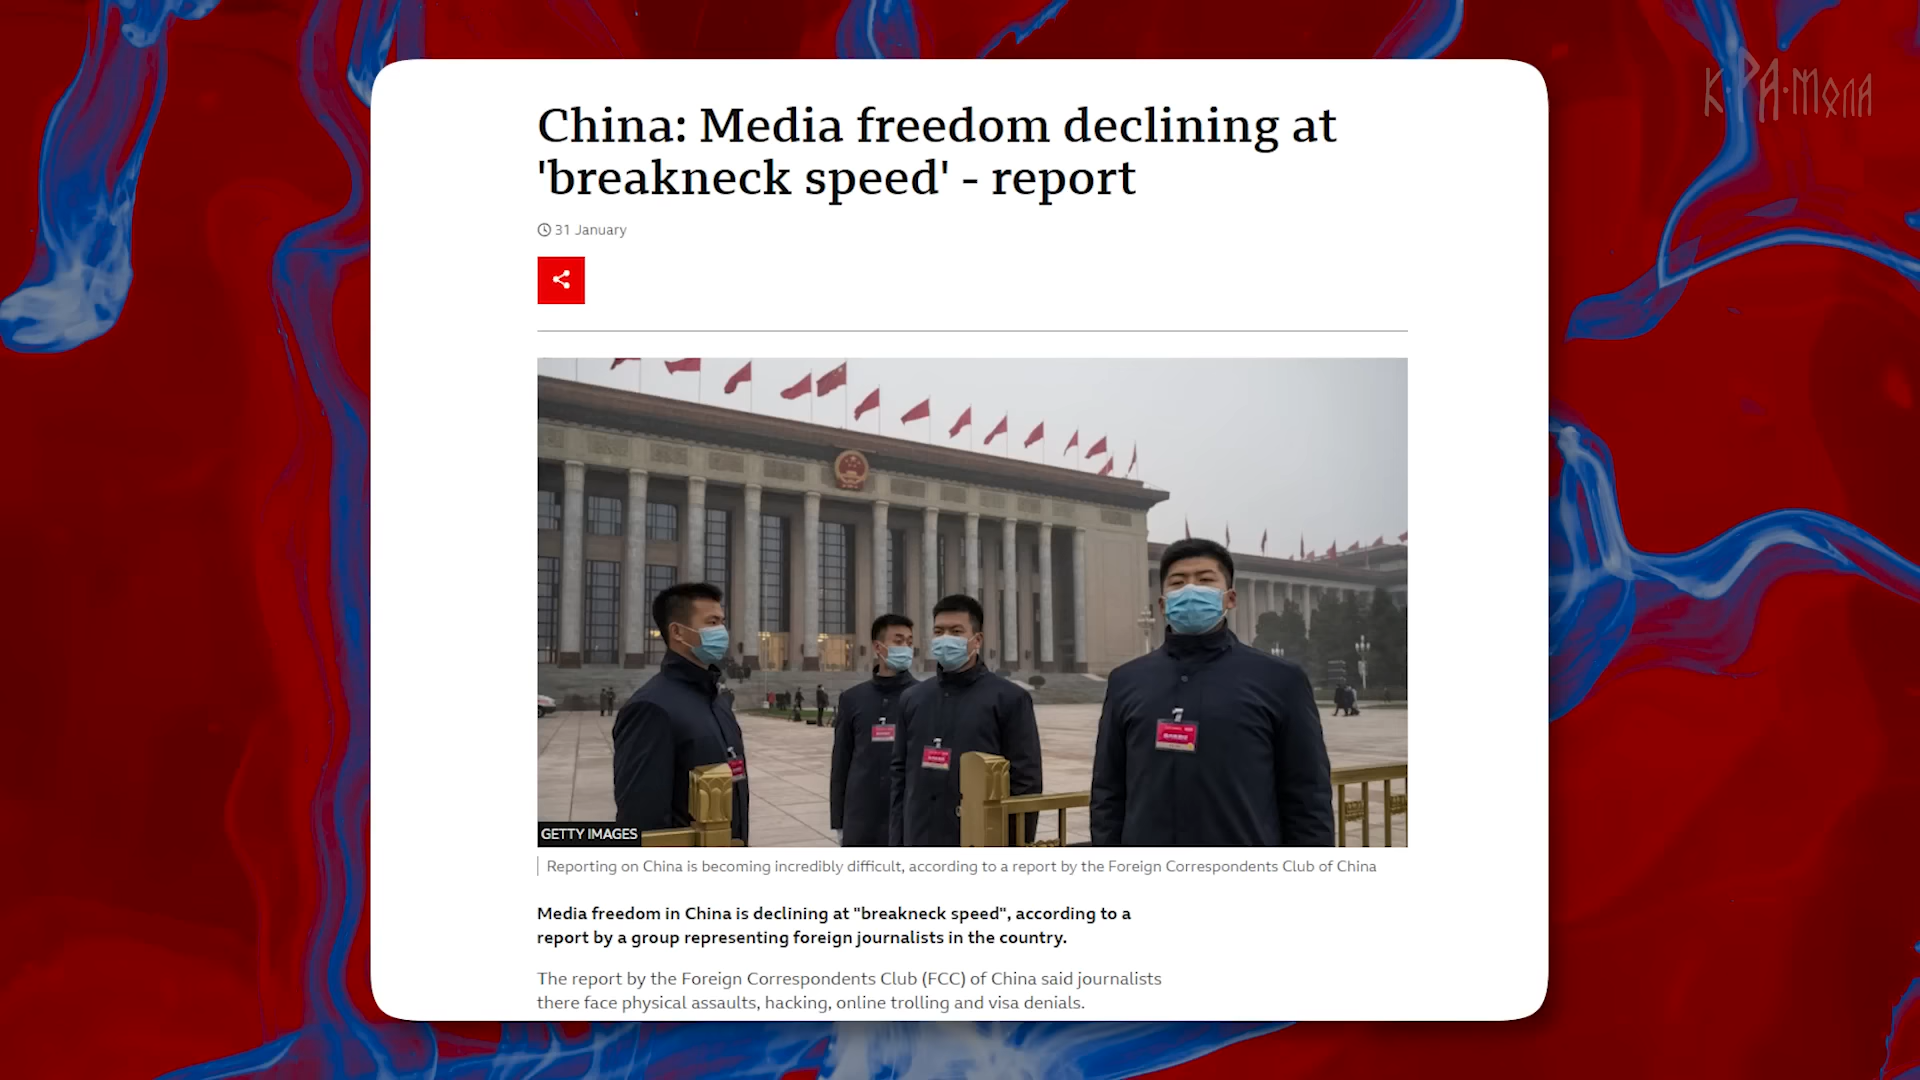 К·РА·МОЛА
China: Media freedom declining at
'breakneck speed' - report
31 January
GETTY IMAGES
Reporting on China is becoming incredibly difficult, according to a report by the Foreign Correspondents Club of China
Media freedom in China is declining at "breakneck speed", according to a
report by a group representing foreign journalists in the country.
The report by the Foreign Correspondents Club (FCC) of China said journalists
there face physical assaults, hacking, online trolling and visa denials.